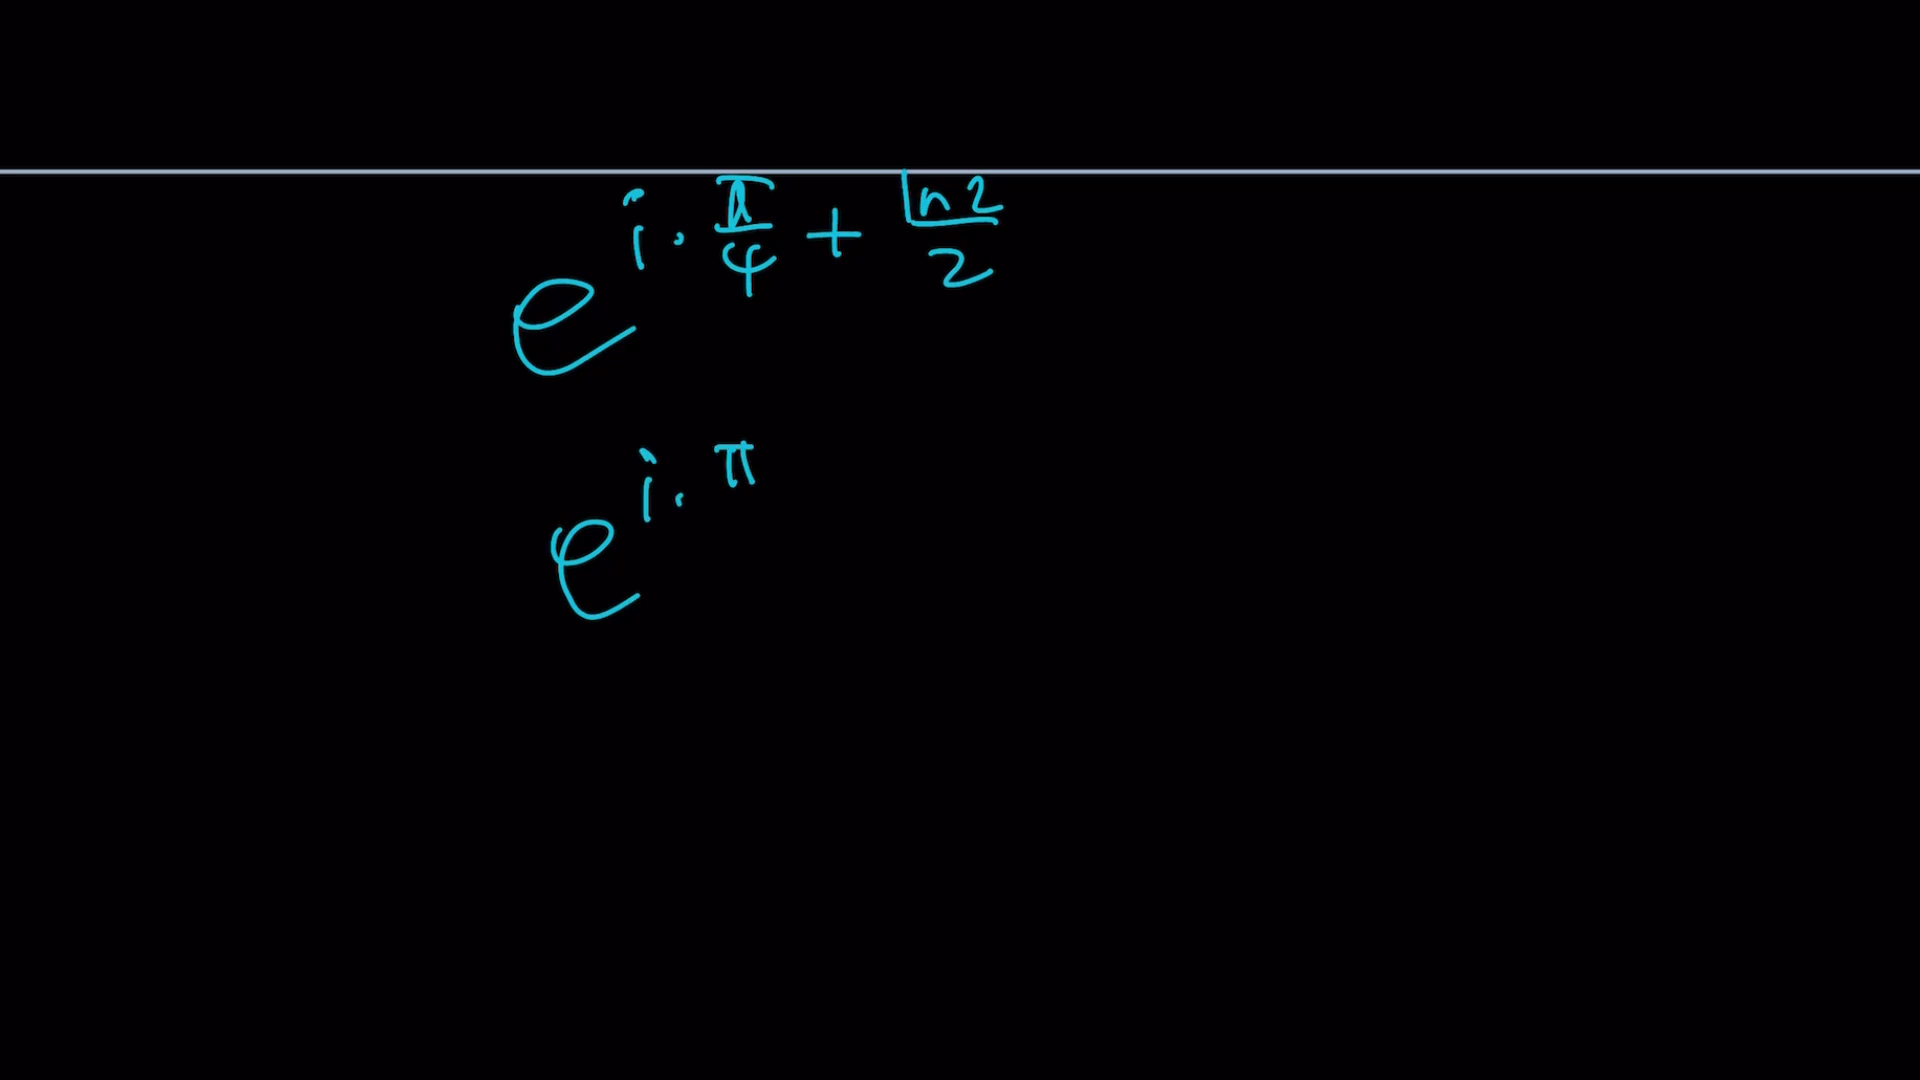 e^{i · π/4 + ln2/2}
e^{i · π}